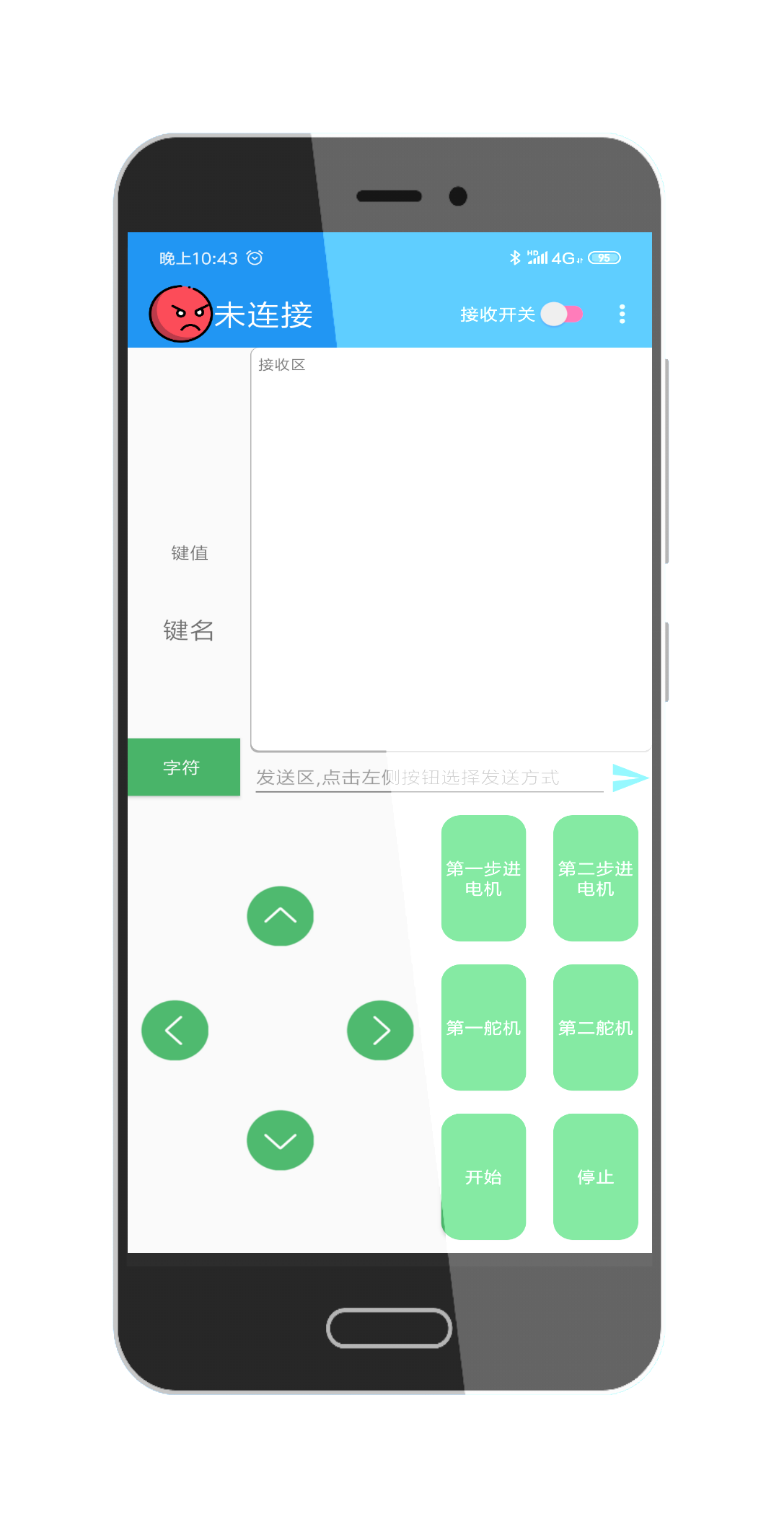 晚上10:43
HD 4G 95
未连接
接收开关
接收区
键值
键名
字符
发送区,点击左侧按钮选择发送方式
第一步进
电机
第二步进
电机
第一舵机
第二舵机
开始
停止